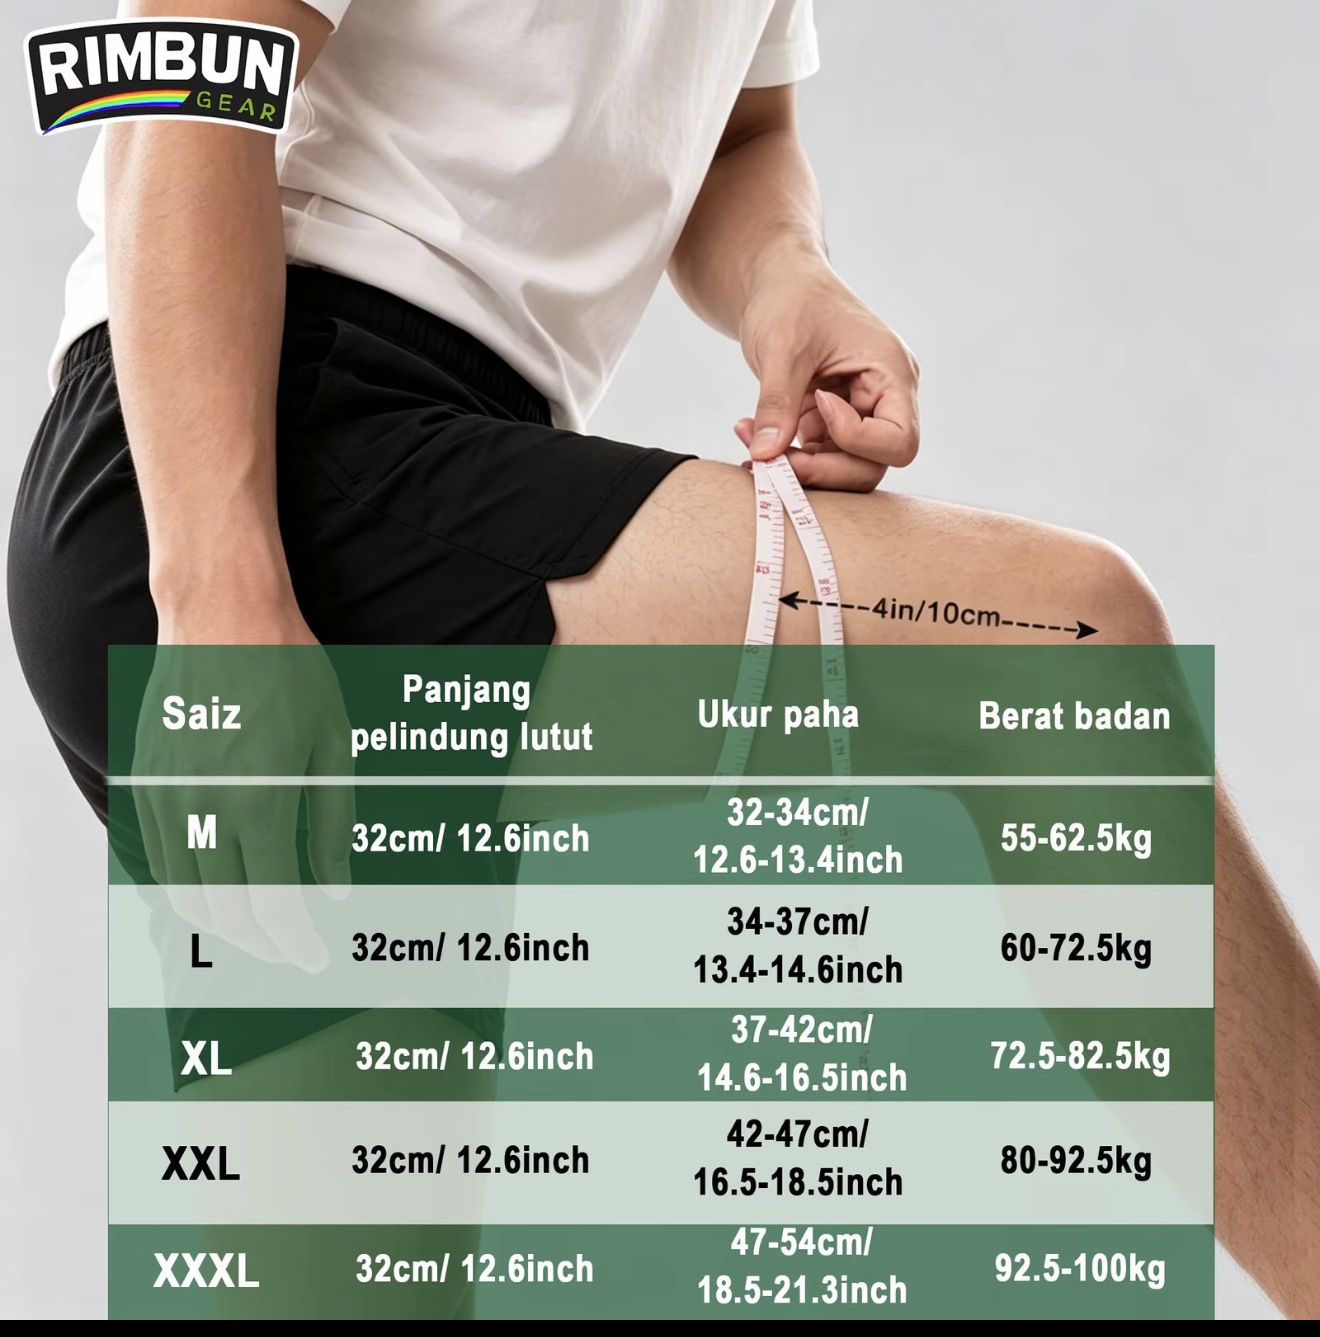 RIMBUN
GEAR
4in/10cm
Saiz
Panjang
pelindung lutut
Ukur paha
Berat badan
M
32cm/ 12.6inch
32-34cm/
12.6-13.4inch
55-62.5kg
L
32cm/ 12.6inch
34-37cm/
13.4-14.6inch
60-72.5kg
XL
32cm/ 12.6inch
37-42cm/
14.6-16.5inch
72.5-82.5kg
XXL
32cm/ 12.6inch
42-47cm/
16.5-18.5inch
80-92.5kg
XXXL
32cm/ 12.6inch
47-54cm/
18.5-21.3inch
92.5-100kg